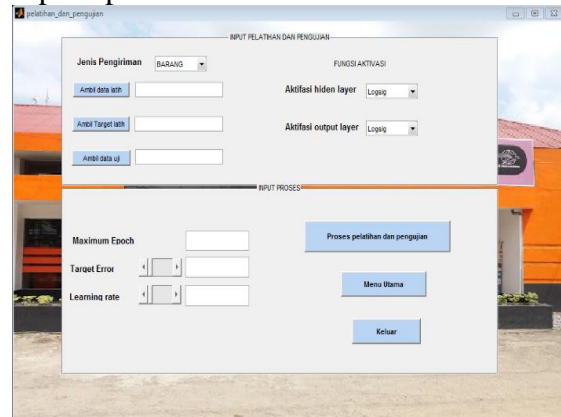 pelatihan_dan_pengujian
INPUT PELATIHAN DAN PENGUJIAN
Jenis Pengiriman
BARANG
FUNGSI AKTIVASI
Ambil data latih
Aktifasi hiden layer
Logsig
Ambil Target latih
Aktifasi output layer
Logsig
Ambil data uji
INPUT PROSES
Maximum Epoch
Proses pelatihan dan pengujian
Target Error
Menu Utama
Learning rate
Keluar